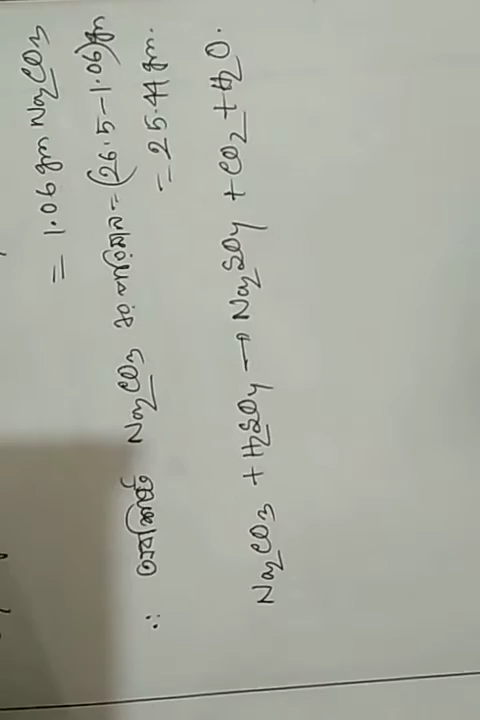 = 1.06 gm Na2CO3
∴ অবশিষ্ট Na2CO3 এর পরিমাণ = (26.5 - 1.06) gm
= 25.44 gm.
Na2CO3 + H2SO4 → Na2SO4 + CO2 + H2O.